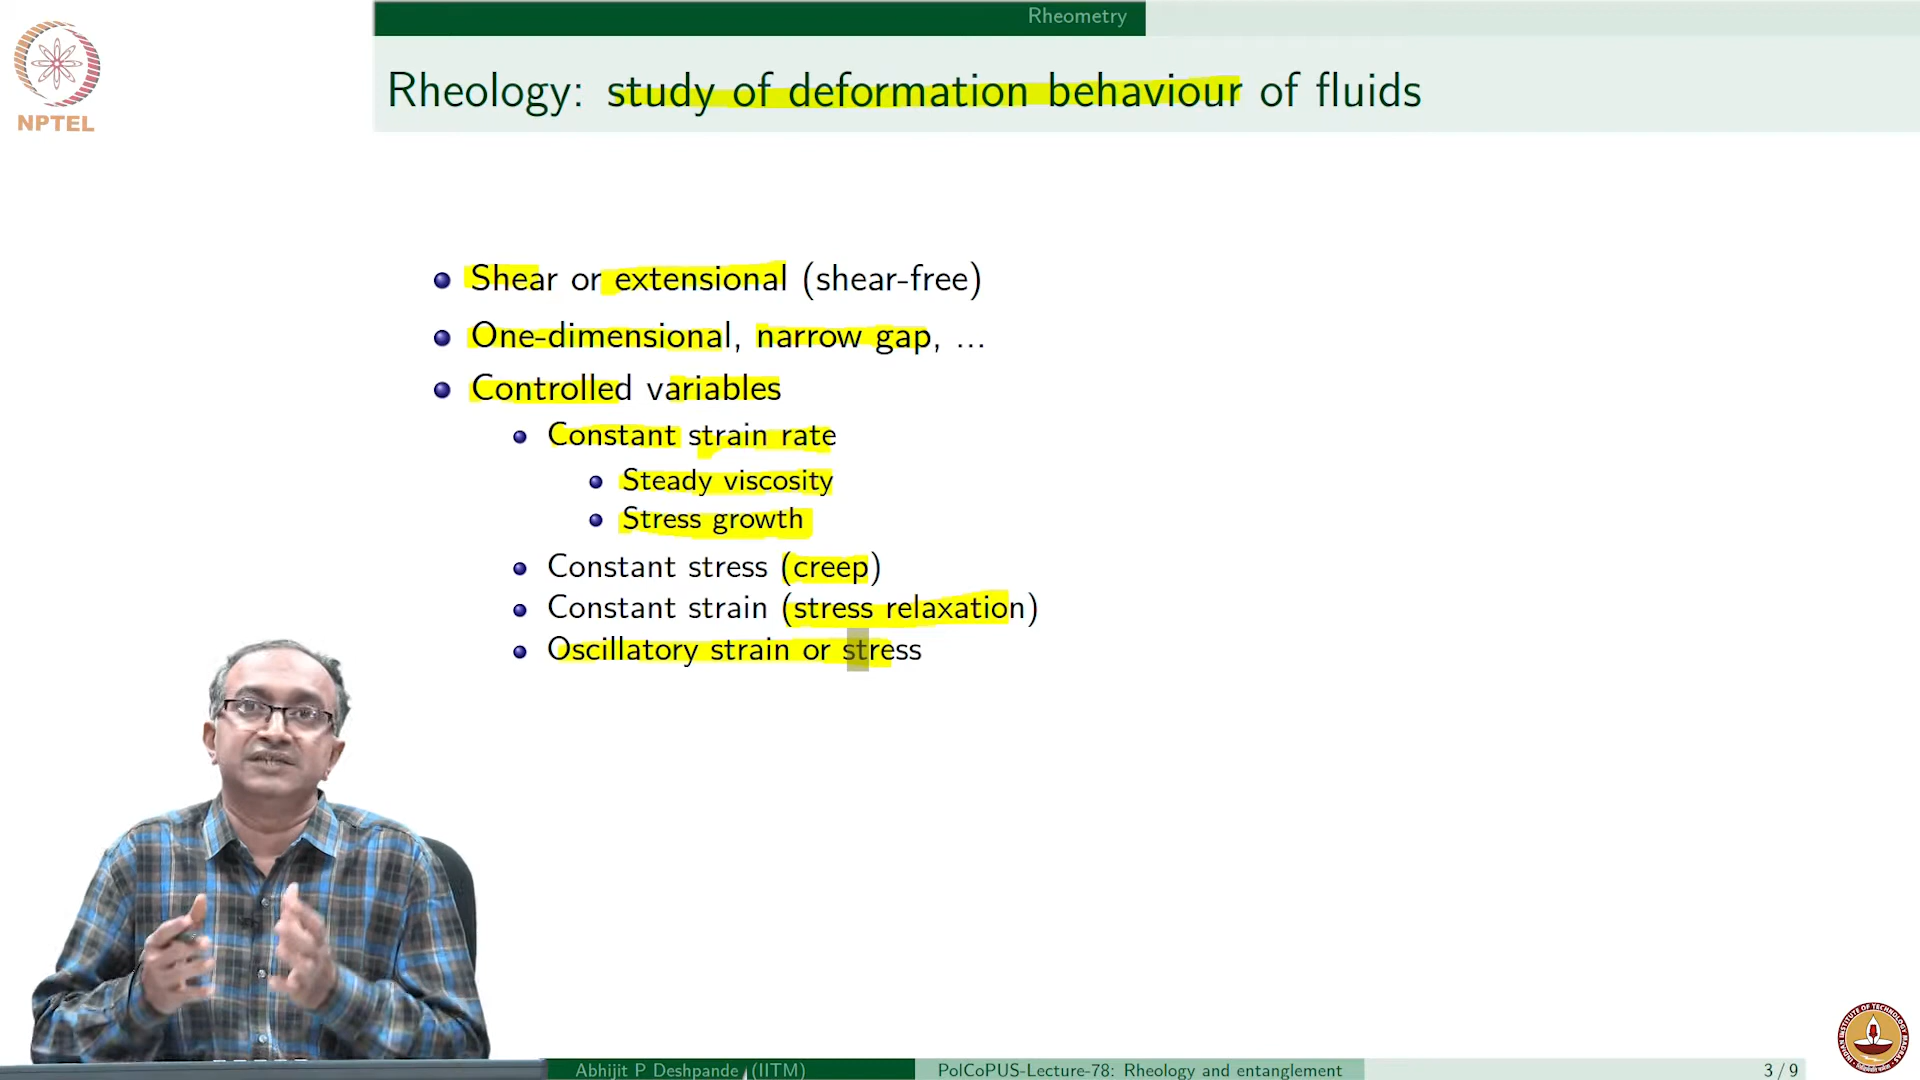 Rheometry
NPTEL
Rheology: study of deformation behaviour of fluids
Shear or extensional (shear-free)
One-dimensional, narrow gap, ...
Controlled variables
Constant strain rate
Steady viscosity
Stress growth
Constant stress (creep)
Constant strain (stress relaxation)
Oscillatory strain or stress
Abhijit P Deshpande (IITM)
PolCoPUS-Lecture-78: Rheology and entanglement
3 / 9